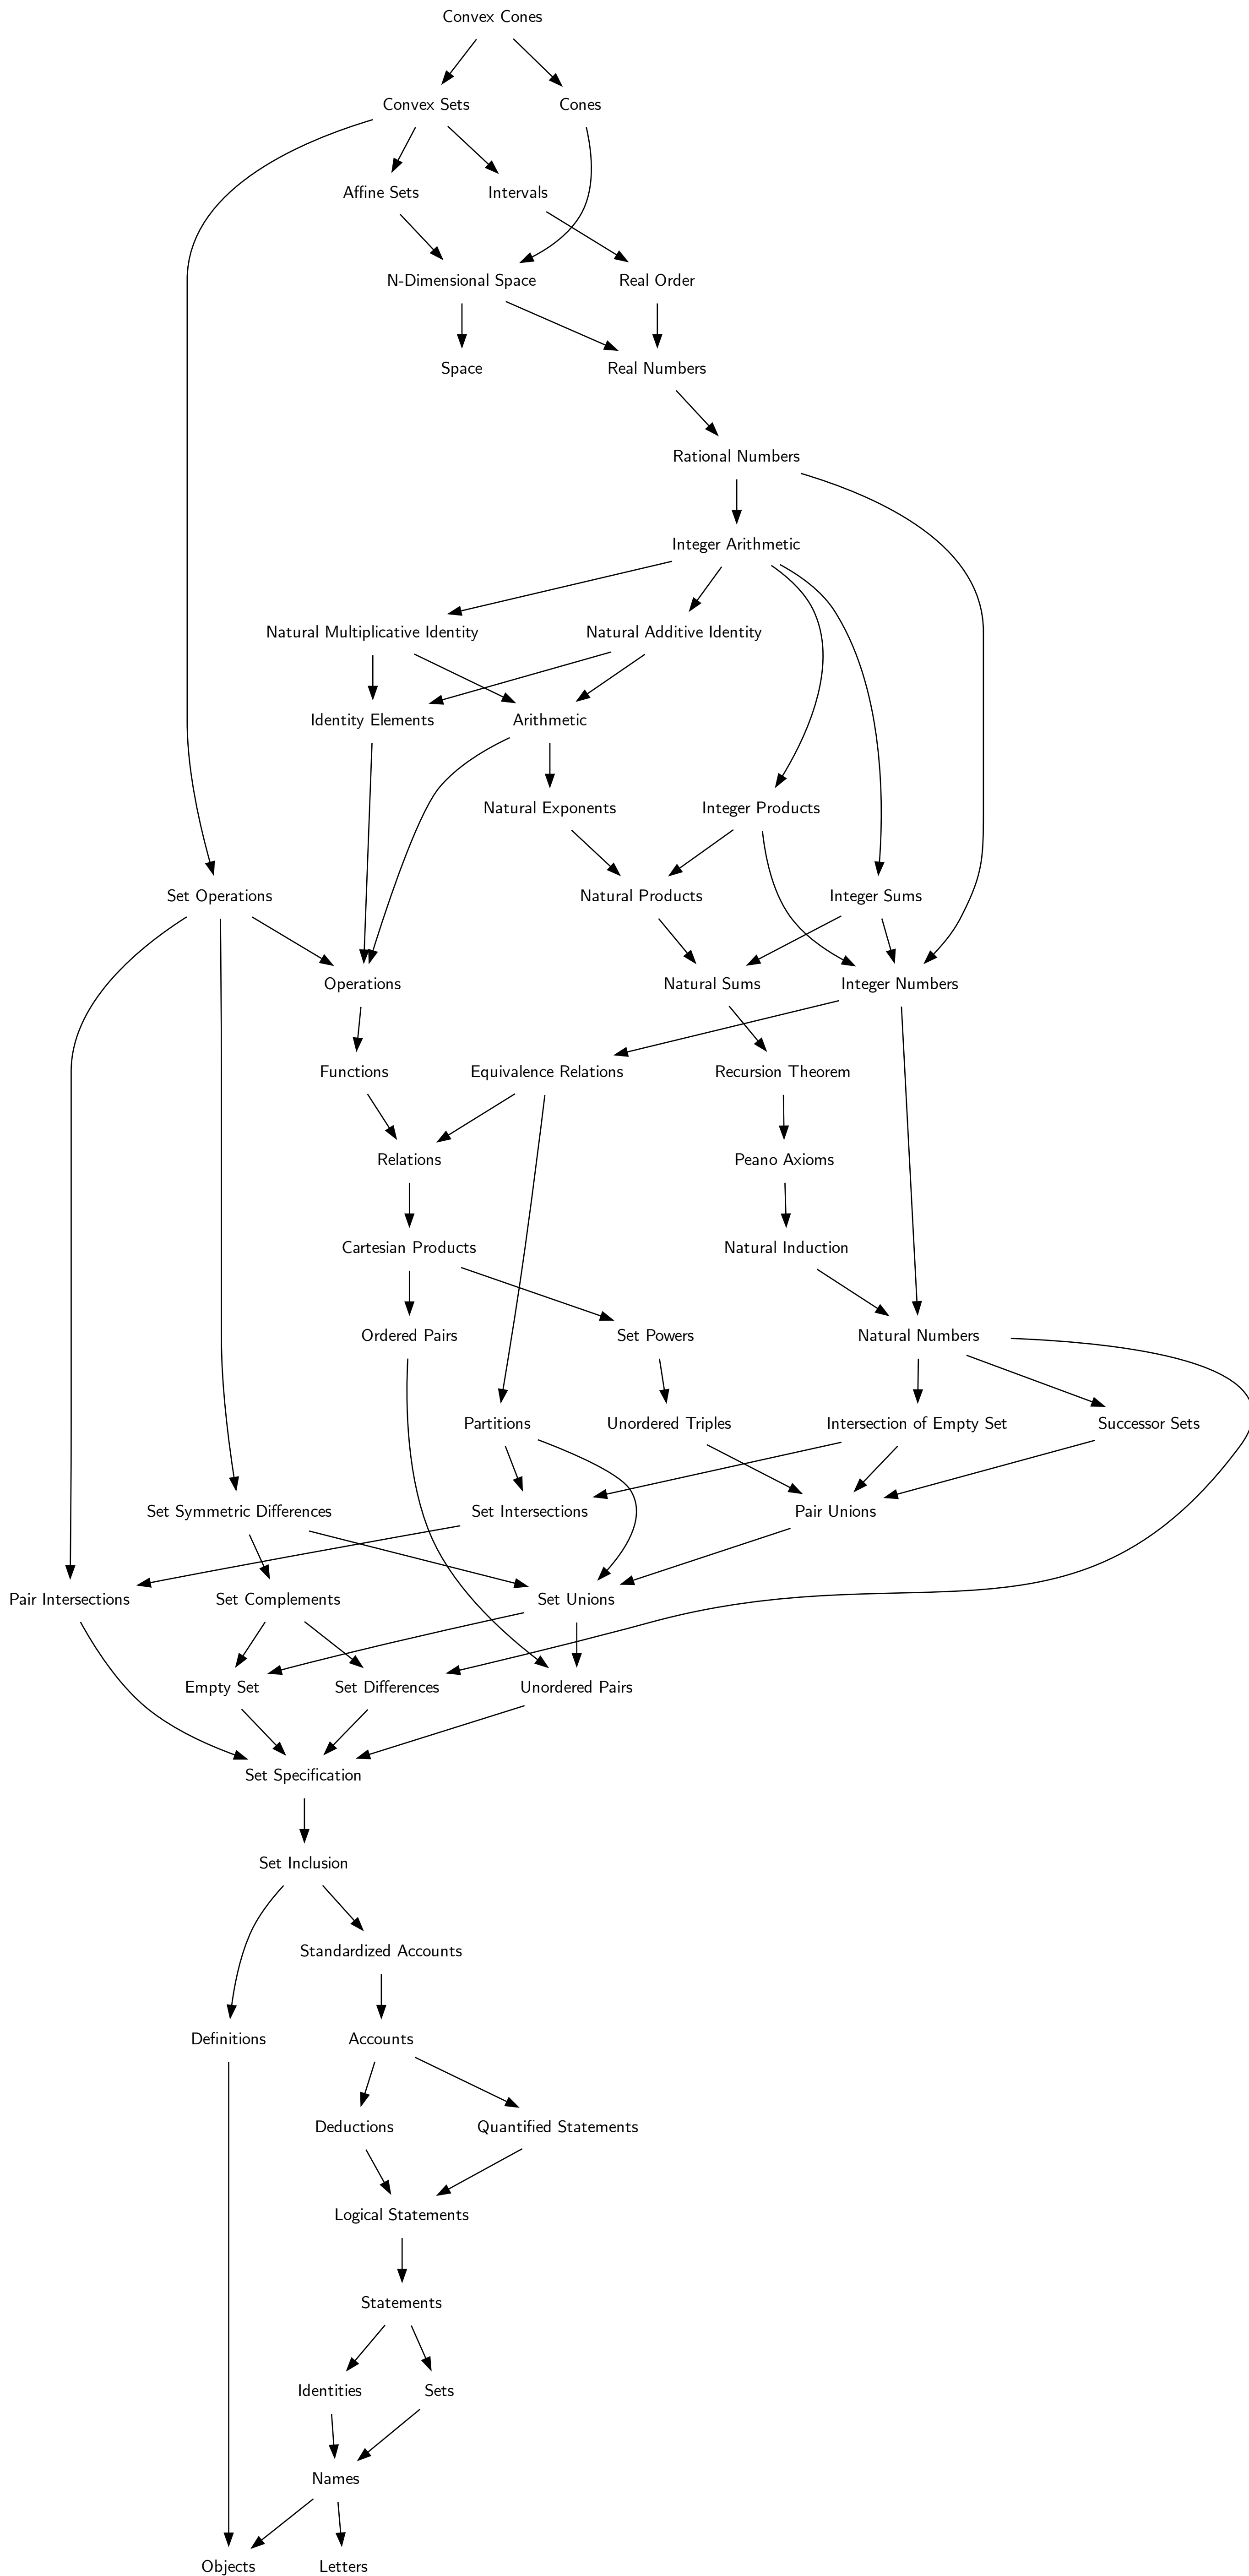 Convex Cones
Convex Sets
Cones
Affine Sets
Intervals
N-Dimensional Space
Real Order
Space
Real Numbers
Rational Numbers
Integer Arithmetic
Natural Multiplicative Identity
Natural Additive Identity
Identity Elements
Arithmetic
Natural Exponents
Integer Products
Set Operations
Natural Products
Integer Sums
Operations
Natural Sums
Integer Numbers
Functions
Equivalence Relations
Recursion Theorem
Relations
Peano Axioms
Cartesian Products
Natural Induction
Ordered Pairs
Set Powers
Natural Numbers
Partitions
Unordered Triples
Intersection of Empty Set
Successor Sets
Set Symmetric Differences
Set Intersections
Pair Unions
Pair Intersections
Set Complements
Set Unions
Empty Set
Set Differences
Unordered Pairs
Set Specification
Set Inclusion
Standardized Accounts
Definitions
Accounts
Deductions
Quantified Statements
Logical Statements
Statements
Identities
Sets
Names
Objects
Letters